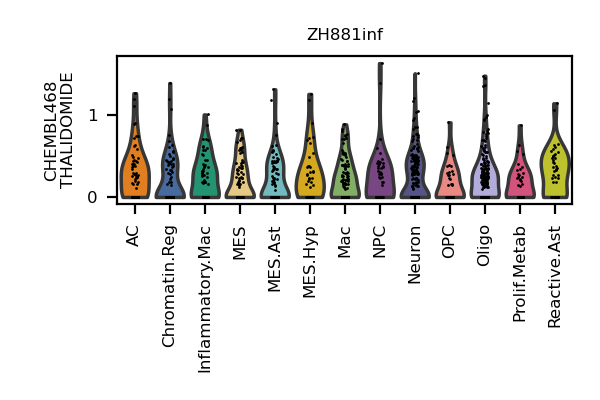 ZH881inf
CHEMBL468
THALIDOMIDE
1
0
AC
Chromatin.Reg
Inflammatory.Mac
MES
MES.Ast
MES.Hyp
Mac
NPC
Neuron
OPC
Oligo
Prolif.Metab
Reactive.Ast